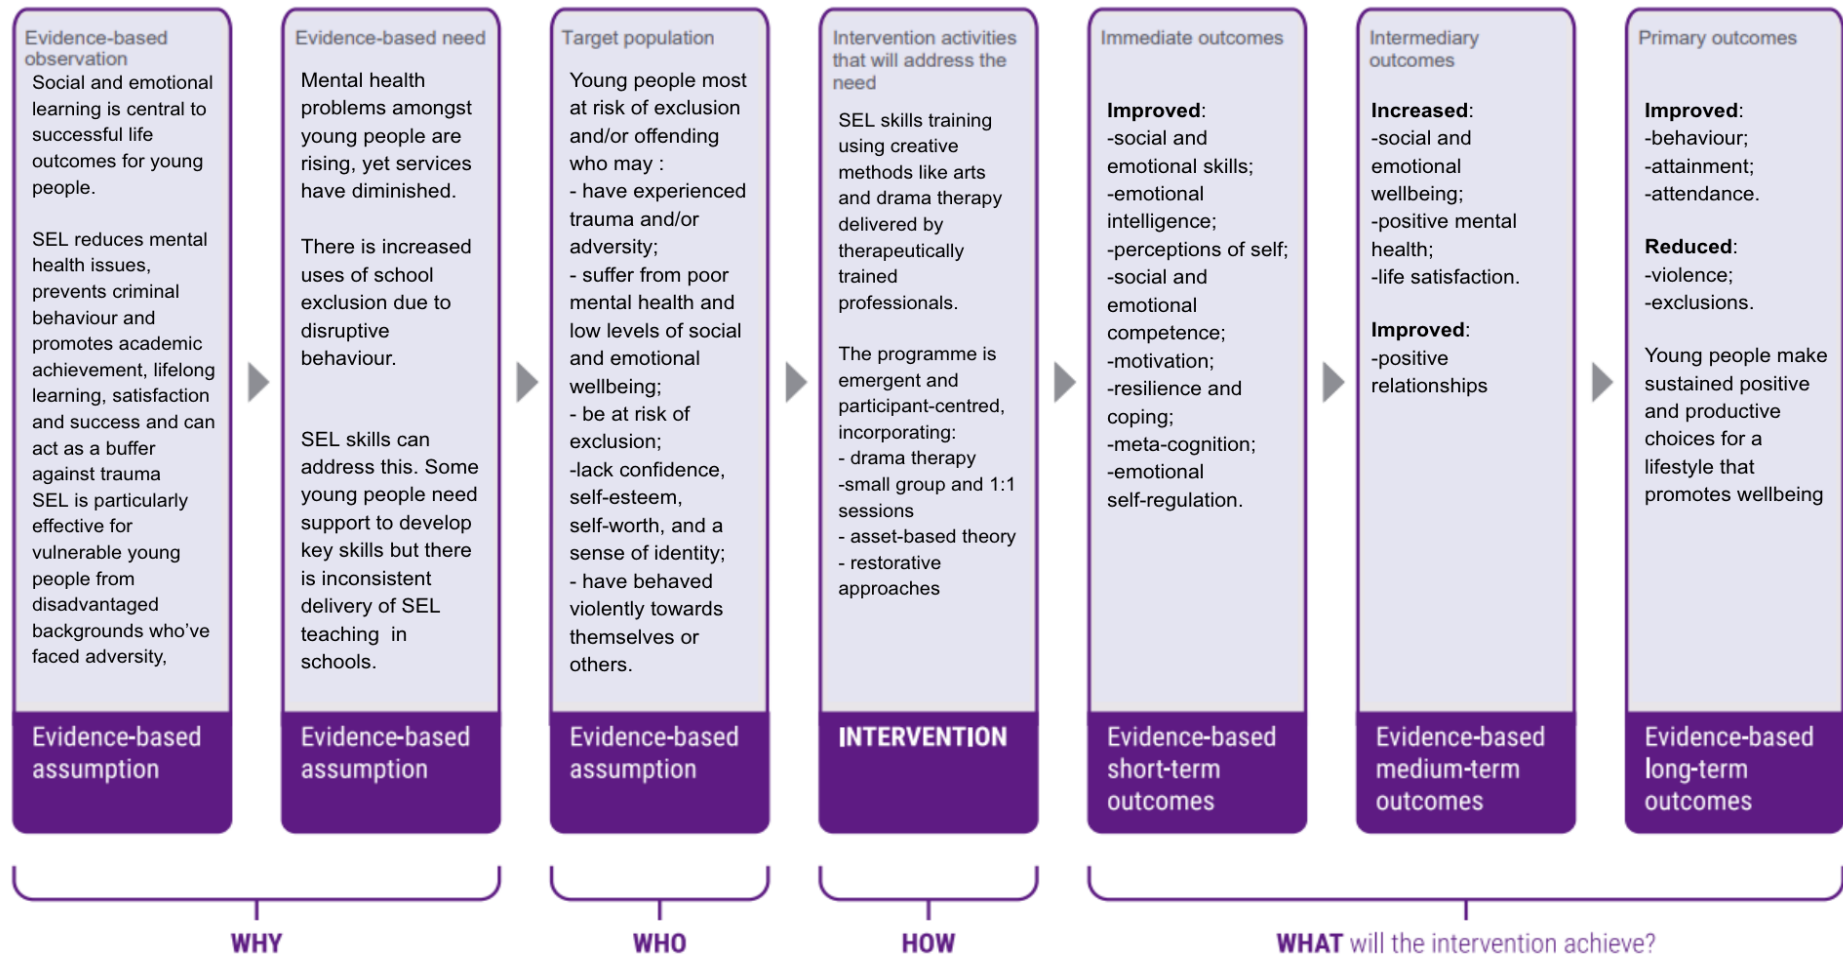 Evidence-based
observation
Social and emotional
learning is central to
successful life
outcomes for young
people.
SEL reduces mental
health issues,
prevents criminal
behaviour and
promotes academic
achievement, lifelong
learning, satisfaction
and success and can
act as a buffer
against trauma
SEL is particularly
effective for
vulnerable young
people from
disadvantaged
backgrounds who've
faced adversity,
Evidence-based
assumption
Evidence-based need
Mental health
problems amongst
young people are
rising, yet services
have diminished.
There is increased
uses of school
exclusion due to
disruptive
behaviour.
SEL skills can
address this. Some
young people need
support to develop
key skills but there
is inconsistent
delivery of SEL
teaching in
schools.
Evidence-based
assumption
Target population
Young people most
at risk of exclusion
and/or offending
who may :
- have experienced
trauma and/or
adversity;
- suffer from poor
mental health and
low levels of social
and emotional
wellbeing;
- be at risk of
exclusion;
-lack confidence,
self-esteem,
self-worth, and a
sense of identity;
- have behaved
violently towards
themselves or
others.
Evidence-based
assumption
Intervention activities
that will address the
need
SEL skills training
using creative
methods like arts
and drama therapy
delivered by
therapeutically
trained
professionals.
The programme is
emergent and
participant-centred,
incorporating:
- drama therapy
-small group and 1:1
sessions
- asset-based theory
- restorative
approaches
INTERVENTION
Immediate outcomes
Improved:
-social and
emotional skills;
-emotional
intelligence;
-perceptions of self;
-social and
emotional
competence;
-motivation;
-resilience and
coping;
-meta-cognition;
-emotional
self-regulation.
Evidence-based
short-term
outcomes
Intermediary
outcomes
Increased:
-social and
emotional
wellbeing;
-positive mental
health;
-life satisfaction.
Improved:
-positive
relationships
Evidence-based
medium-term
outcomes
Primary outcomes
Improved:
-behaviour;
-attainment;
-attendance.
Reduced:
-violence;
-exclusions.
Young people make
sustained positive
and productive
choices for a
lifestyle that
promotes wellbeing
Evidence-based
long-term
outcomes
WHY
WHO
HOW
WHAT will the intervention achieve?